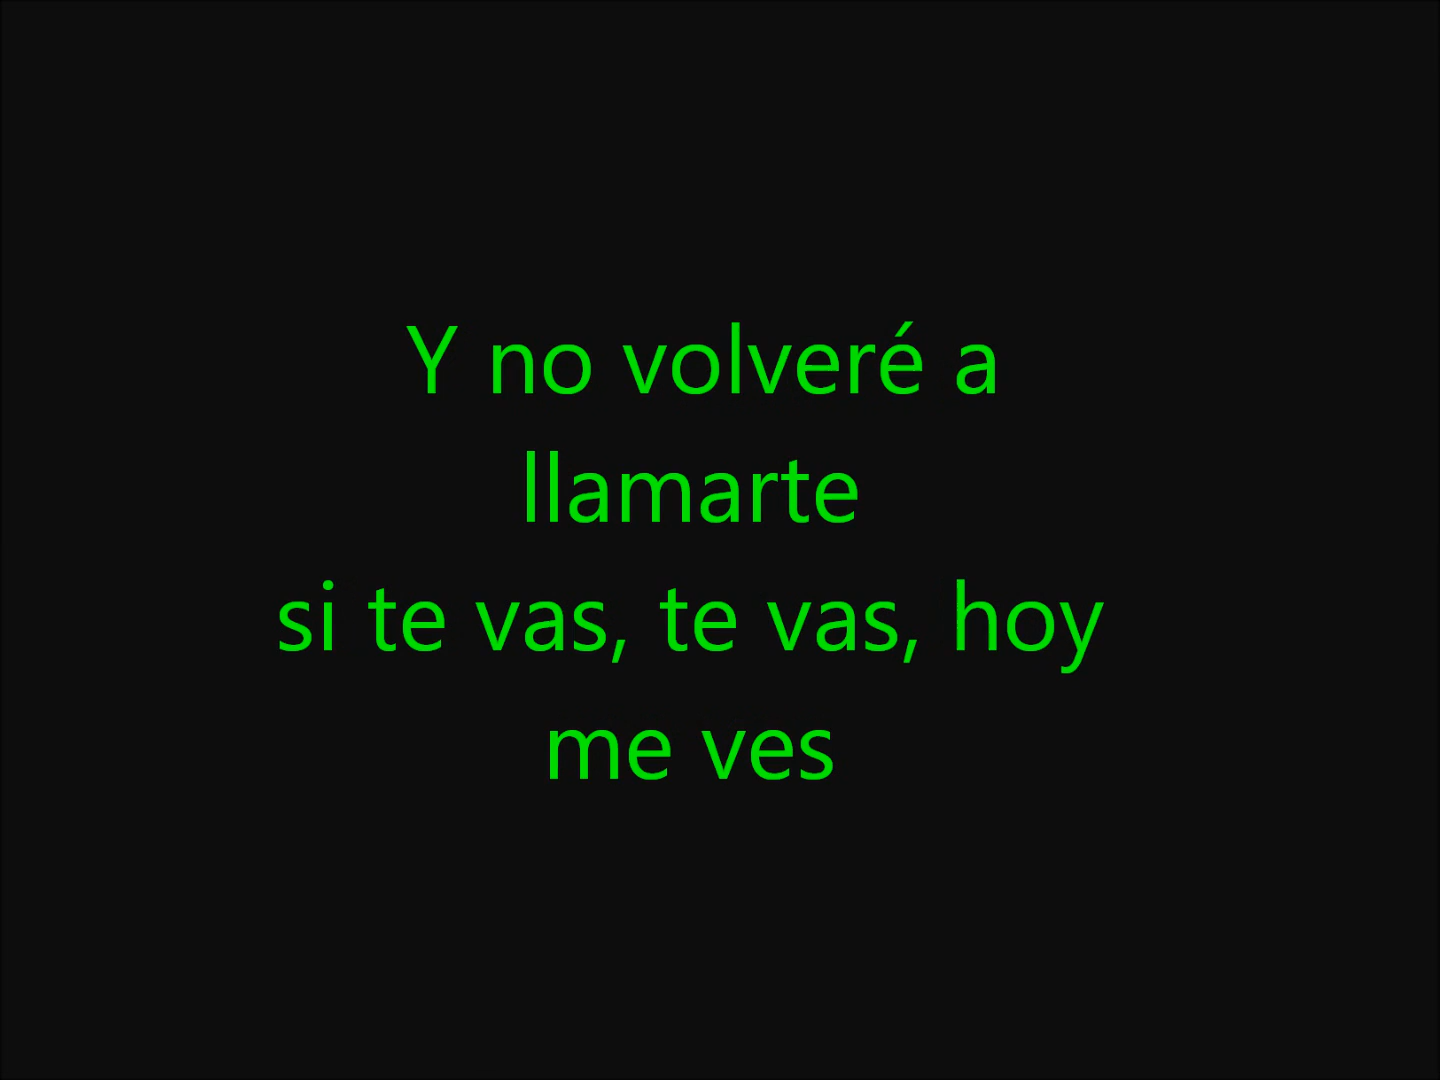 Y no volveré a
llamarte
si te vas, te vas, hoy
me ves